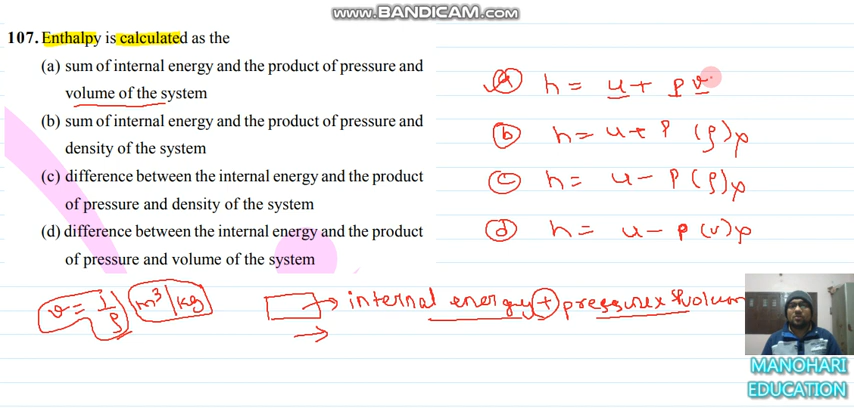 www.BANDICAM.com
107. Enthalpy is calculated as the
(a) sum of internal energy and the product of pressure and
volume of the system
(b) sum of internal energy and the product of pressure and
density of the system
(c) difference between the internal energy and the product
of pressure and density of the system
(d) difference between the internal energy and the product
of pressure and volume of the system
(a) h = u + p v
(b) h = u + p (ρ) x
(c) h = u - p (ρ) x
(d) h = u - p (v) x
v = 1/ρ m³/kg
→ internal energy + pressure x
MANOHARI
EDUCATION